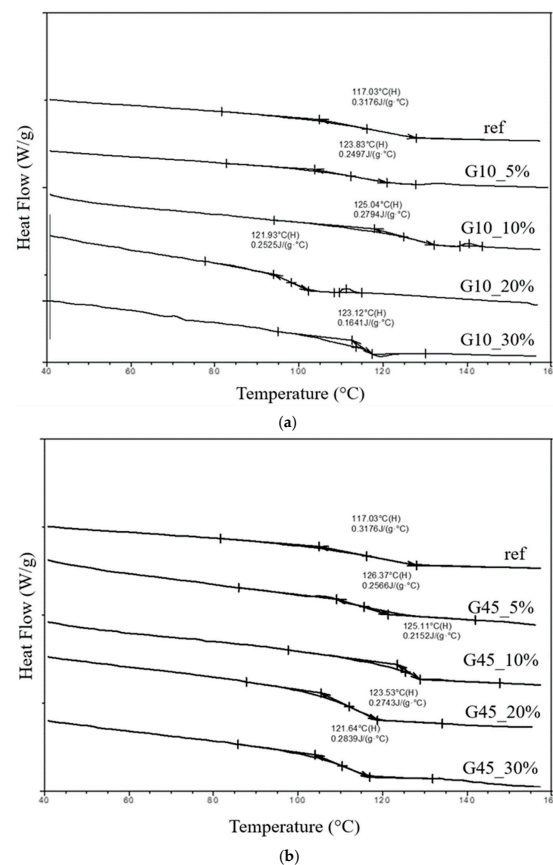 117.03°C(H)
0.3176J/(g·°C)
ref
123.83°C(H)
0.2497J/(g·°C)
G10_5%
125.04°C(H)
0.2794J/(g·°C)
G10_10%
121.93°C(H)
0.2525J/(g·°C)
G10_20%
123.12°C(H)
0.1641J/(g·°C)
G10_30%
Heat Flow (W/g)
40 60 80 100 120 140 16
Temperature (°C)
(a)
117.03°C(H)
0.3176J/(g·°C)
ref
126.37°C(H)
0.2566J/(g·°C)
G45_5%
125.11°C(H)
0.2152J/(g·°C)
G45_10%
123.53°C(H)
0.2743J/(g·°C)
G45_20%
121.64°C(H)
0.2839J/(g·°C)
G45_30%
Heat Flow (W/g)
40 60 80 100 120 140 16
Temperature (°C)
(b)